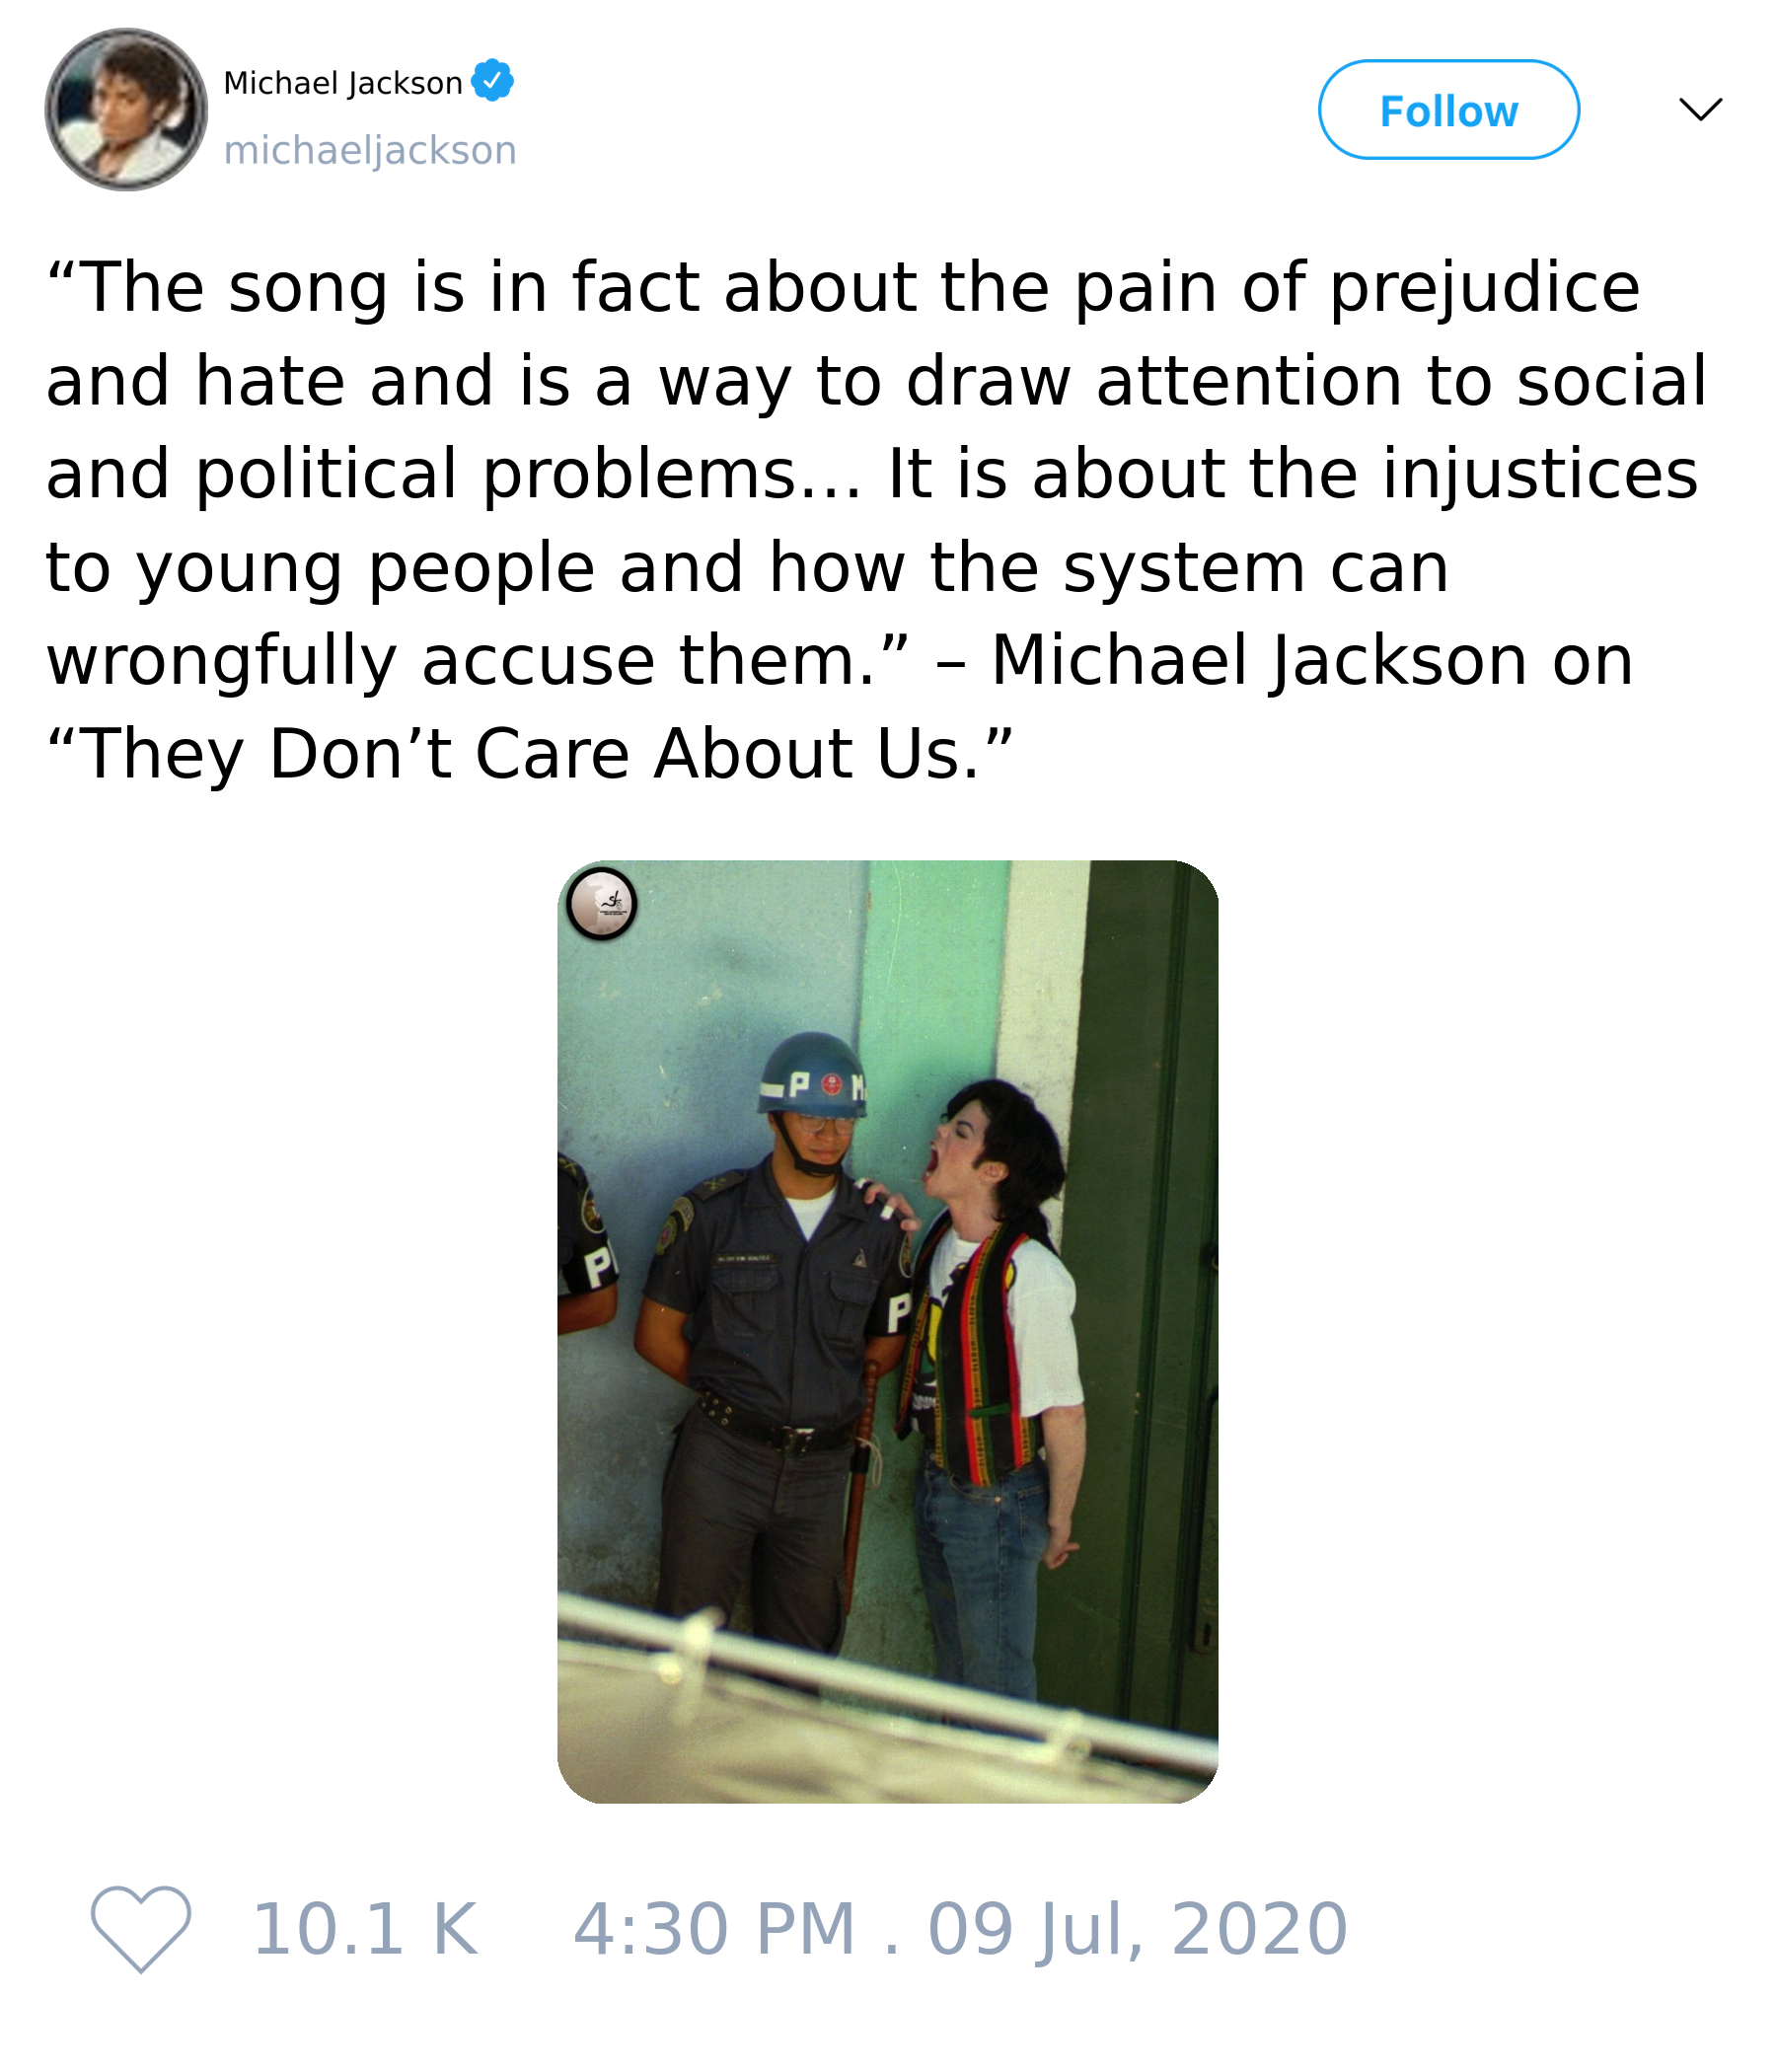 Michael Jackson
michaeljackson
Follow
“The song is in fact about the pain of prejudice
and hate and is a way to draw attention to social
and political problems... It is about the injustices
to young people and how the system can
wrongfully accuse them.” – Michael Jackson on
“They Don’t Care About Us.”
P M
P
P
10.1 K 4:30 PM . 09 Jul, 2020